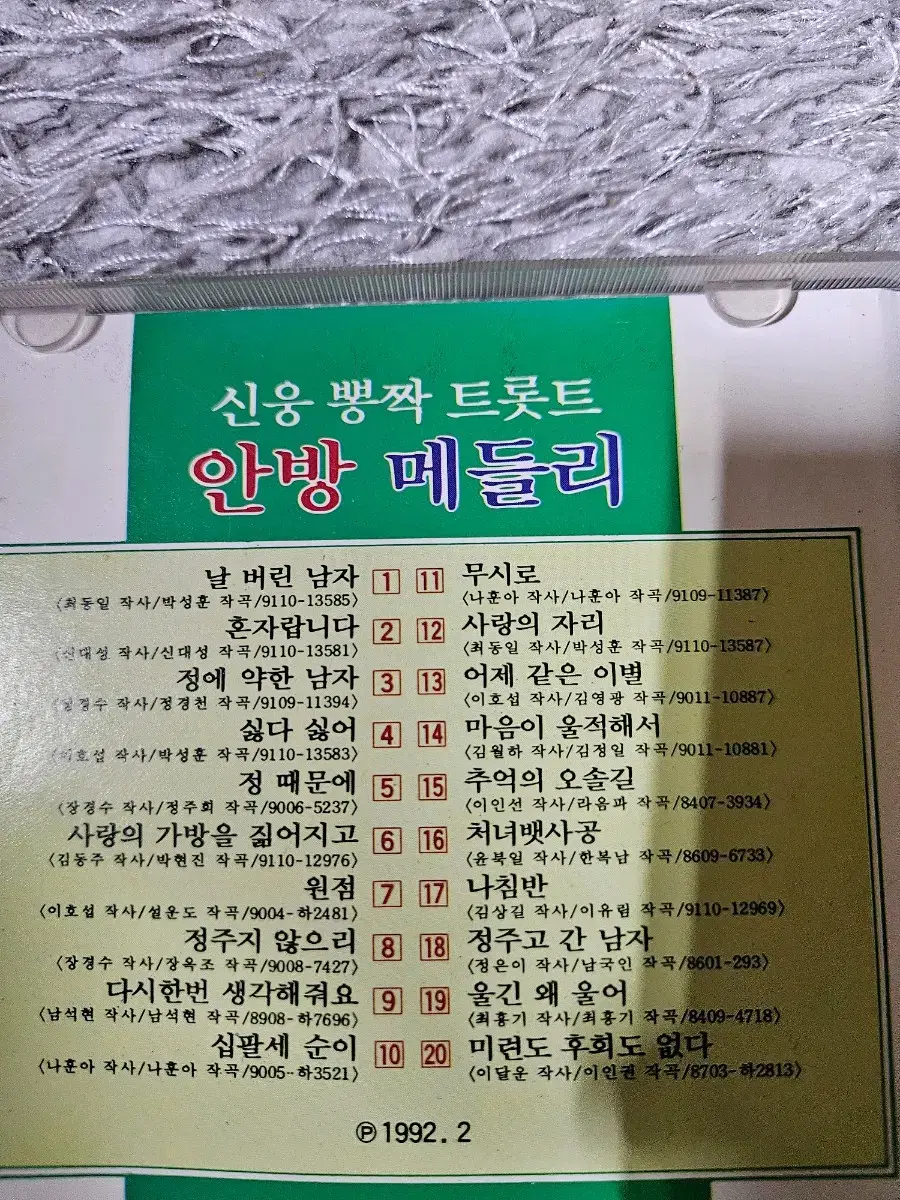 신웅 뽕짝 트롯트
안방 메들리
날 버린 남자 1
〈최동일 작사/박성훈 작곡/9110-13585〉
혼자랍니다 2
〈신대성 작사/신대성 작곡/9110-13581〉
정에 약한 남자 3
작사/정경천 작곡/9109-11394〉
싫다 싫어 4
〈이호섭 작사/박성훈 작곡/9110-13583〉
정 때문에 5
〈장경수 작사/정주희 작곡/9006-5237〉
사랑의 가방을 짊어지고 6
〈김동주 작사/박현진 작곡/9110-12976〉
원점 7
〈이호섭 작사/설운도 작곡/9004-하2481〉
정주지 않으리 8
〈장경수 작사/장옥조 작곡/9008-7427〉
다시한번 생각해줘요 9
〈남석현 작사/남석현 작곡/8908-하7696〉
십팔세 순이 10
〈나훈아 작사/나훈아 작곡/9005-하3521〉
11 무시로
〈나훈아 작사/나훈아 작곡/9109-11387〉
12 사랑의 자리
〈최동일 작사/박성훈 작곡/9110-13587〉
13 어제 같은 이별
〈이호섭 작사/김영광 작곡/9011-10887〉
14 마음이 울적해서
〈김월하 작사/김정일 작곡/9011-10881〉
15 추억의 오솔길
〈이인선 작사/라음파 작곡/8407-3934〉
16 처녀뱃사공
〈윤북일 작사/한복남 작곡/8609-6733〉
17 나침반
〈김상길 작사/이유림 작곡/9110-12969〉
18 정주고 간 남자
〈정은이 작사/남국인 작곡/8601-293〉
19 울긴 왜 울어
〈최홍기 작사/최홍기 작곡/8409-4718〉
20 미련도 후회도 없다
〈이달운 작사/이인권 작곡/8703-하2813〉
℗1992. 2